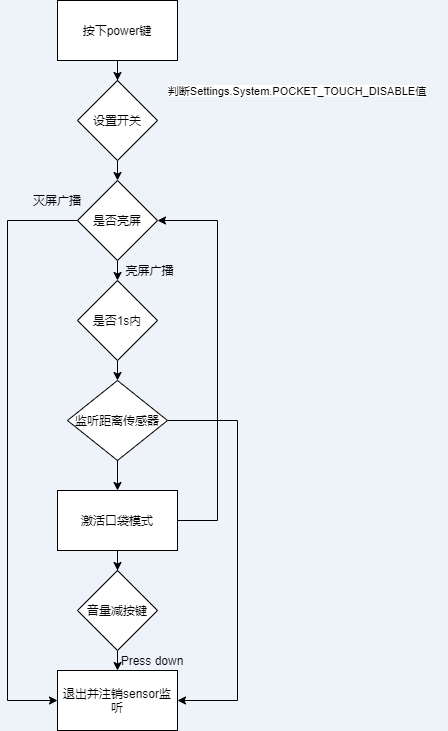 按下power键
判断Settings.System.POCKET_TOUCH_DISABLE值
设置开关
灭屏广播
是否亮屏
亮屏广播
是否1s内
监听距离传感器
激活口袋模式
音量减按键
Press down
退出并注销sensor监
听